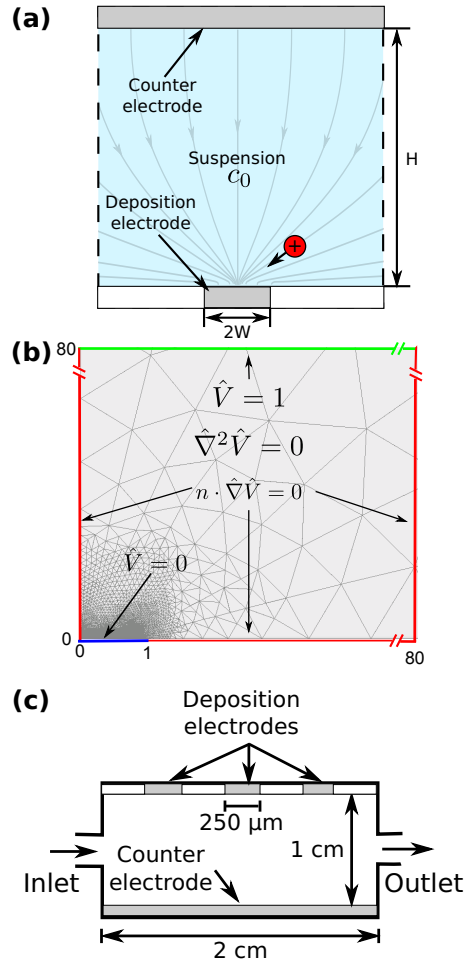 (a)
Counter
electrode
Suspension
c₀
H
Deposition
electrode
+
2W
(b)
80
V̂ = 1
∇̂²V̂ = 0
n · ∇̂V̂ = 0
V̂ = 0
0
0
1
80
(c)
Deposition
electrodes
250 μm
1 cm
Counter
electrode
Inlet
Outlet
2 cm